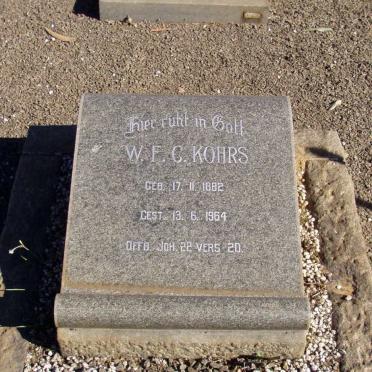 Hier ruht in Gott
W. F. C. KOHRS
GEB. 17. 11. 1882
GEST. 13. 6. 1964
OFFB. JOH. 22 VERS 20.